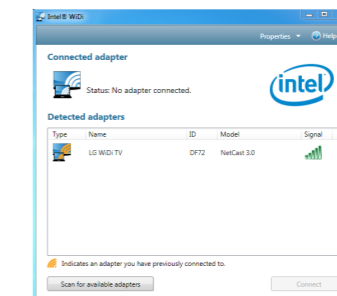 Intel® WiDi
Properties Help
Connected adapter
Status: No adapter connected.
intel
Detected adapters
Type Name ID Model Signal
LG WiDi TV DF72 NetCast 3.0
Indicates an adapter you have previously connected to.
Scan for available adapters Connect